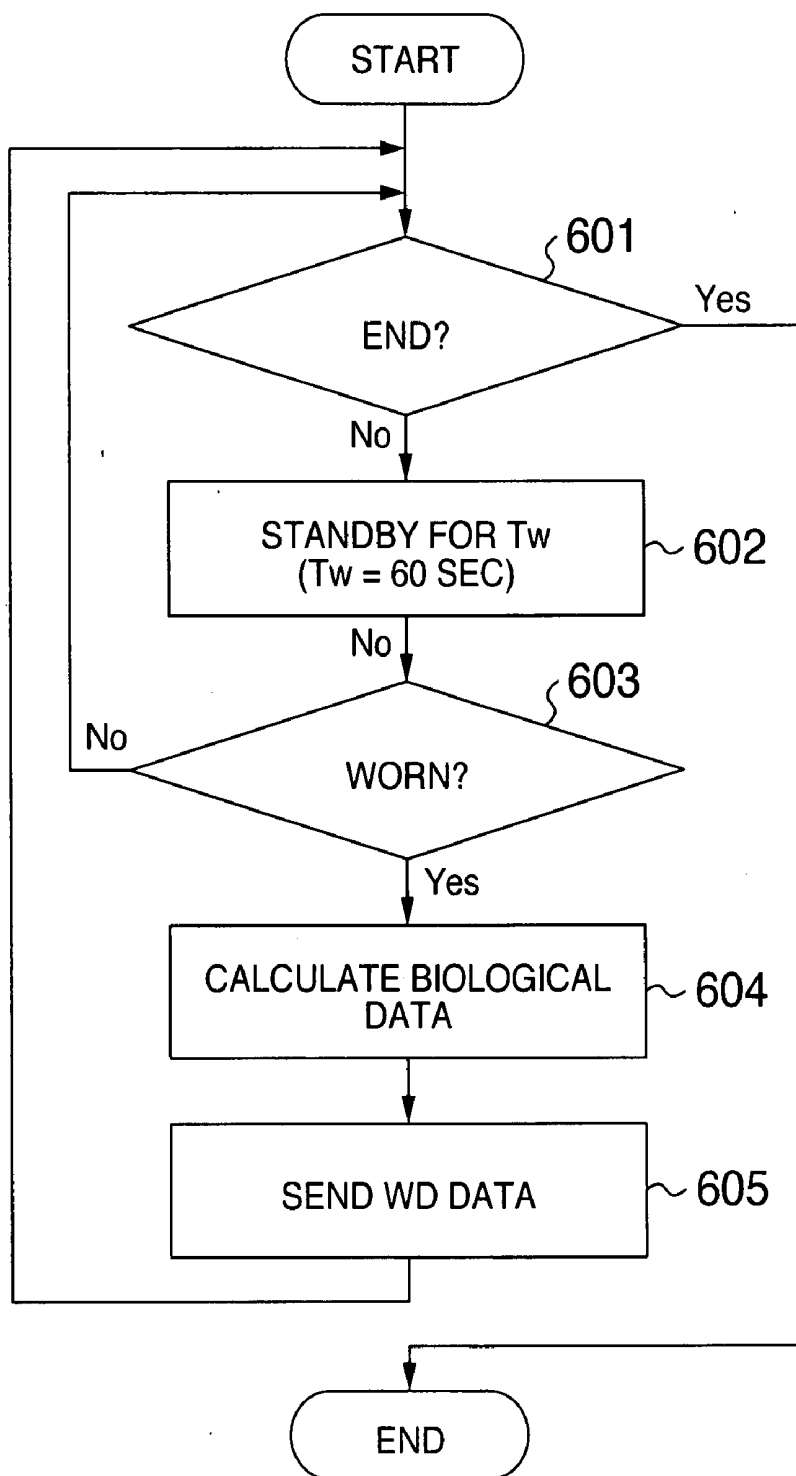 START
601
END?
Yes
No
STANDBY FOR Tw
(Tw = 60 SEC)
602
No
603
No
WORN?
Yes
CALCULATE BIOLOGICAL
DATA
604
SEND WD DATA
605
END